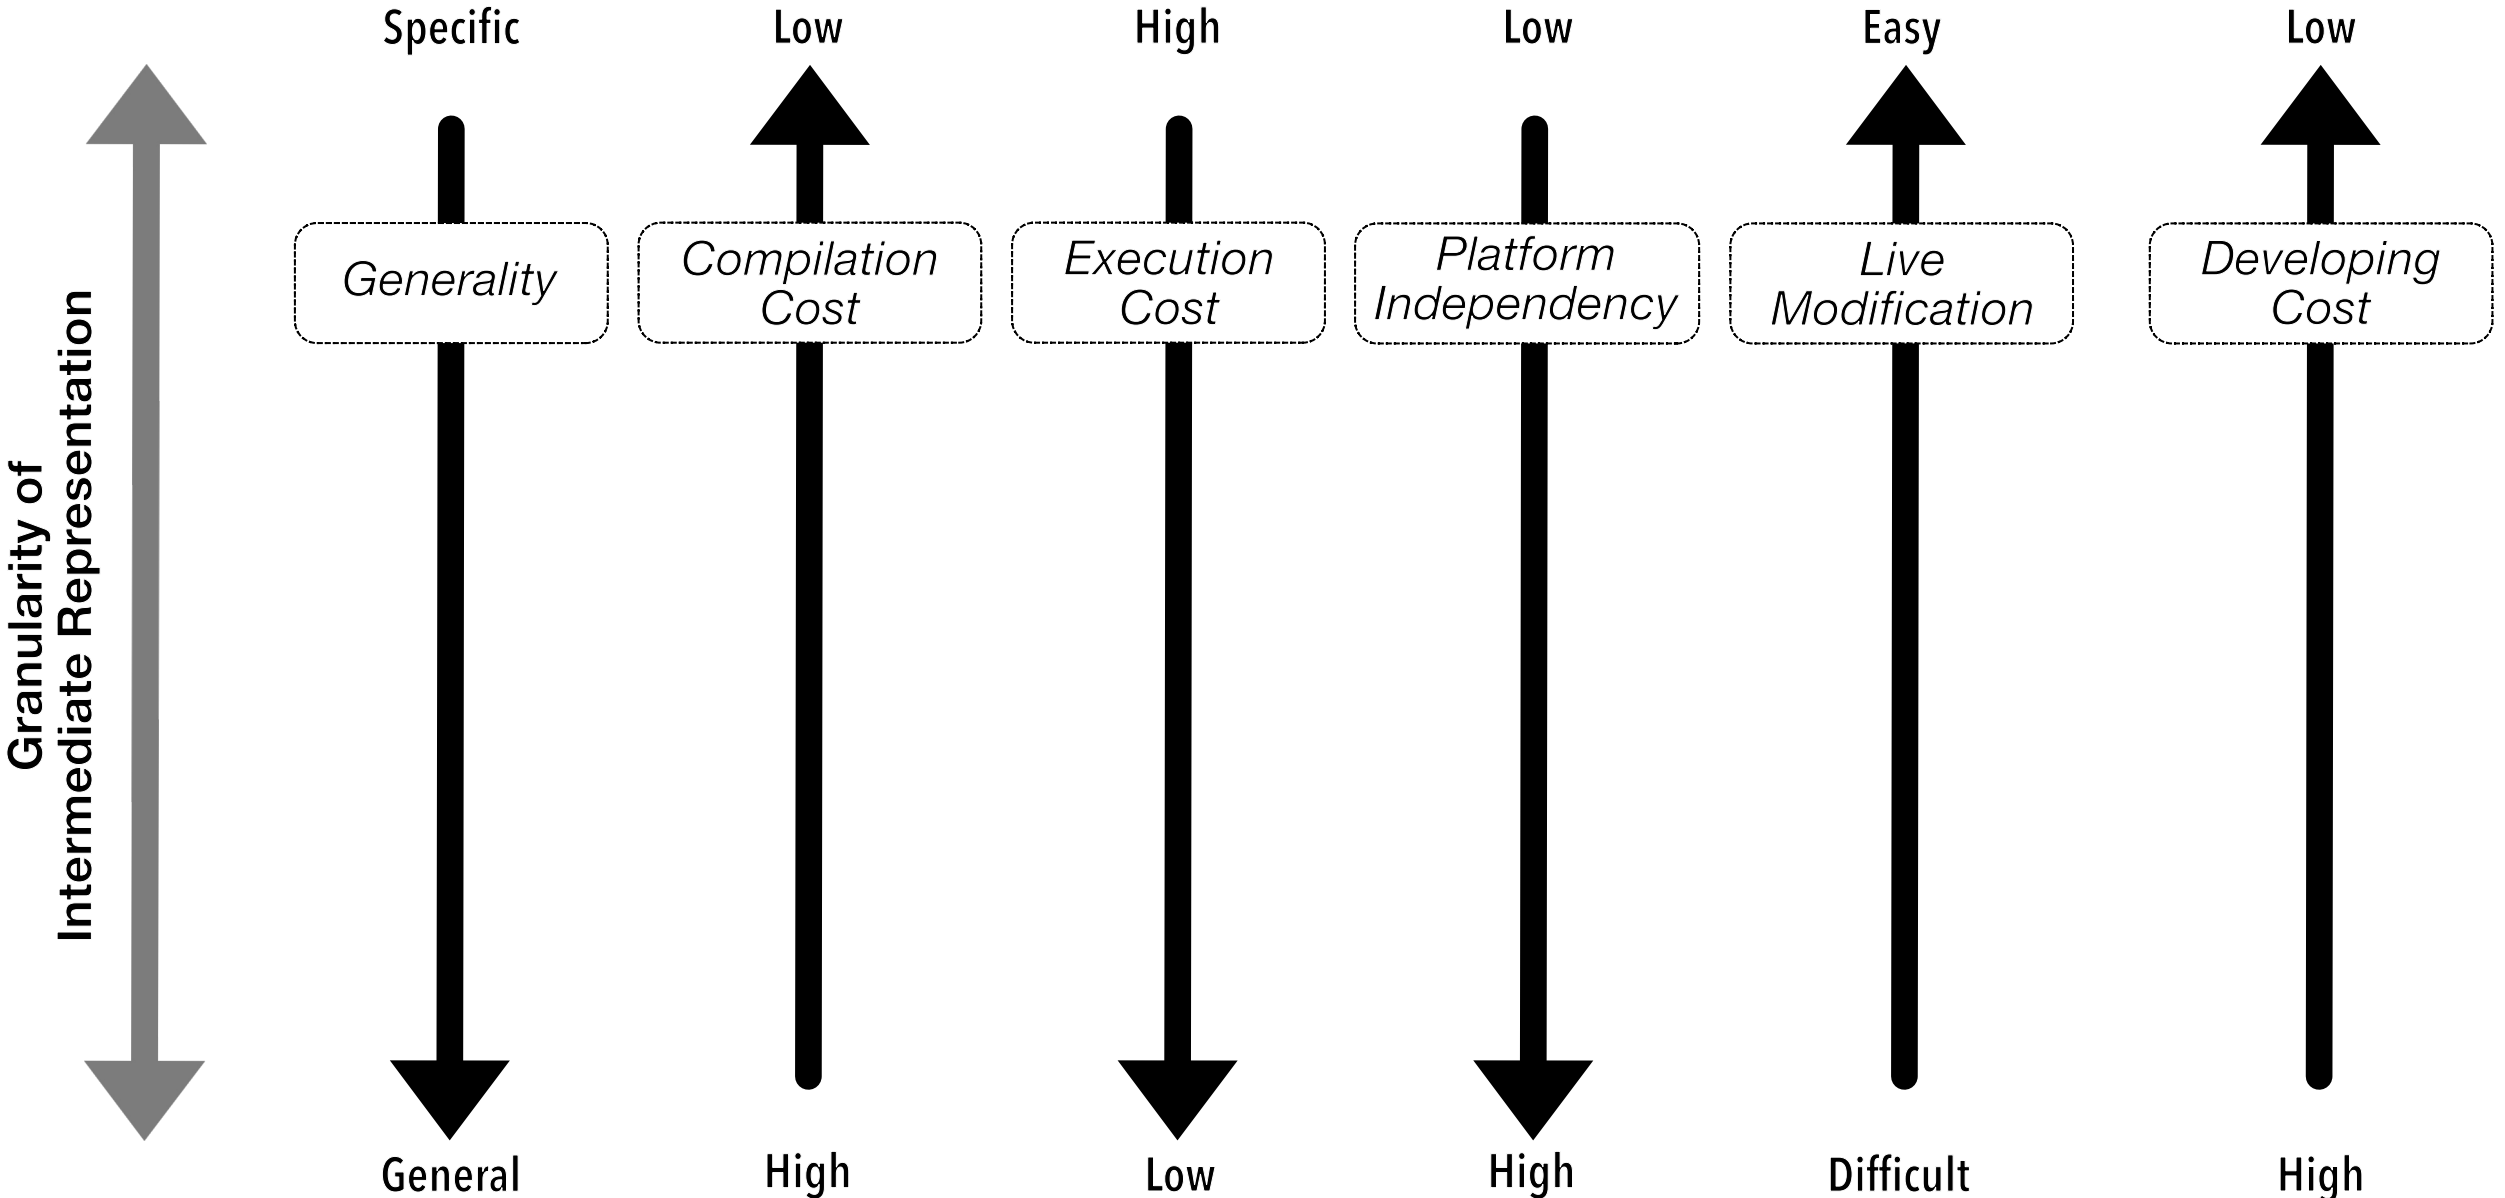 Specific
Low
High
Low
Easy
Low
Granularity of
Intermediate Representation
Generality
Compilation
Cost
Execution
Cost
Platform
Independency
Live
Modification
Developing
Cost
General
High
Low
High
Difficult
High